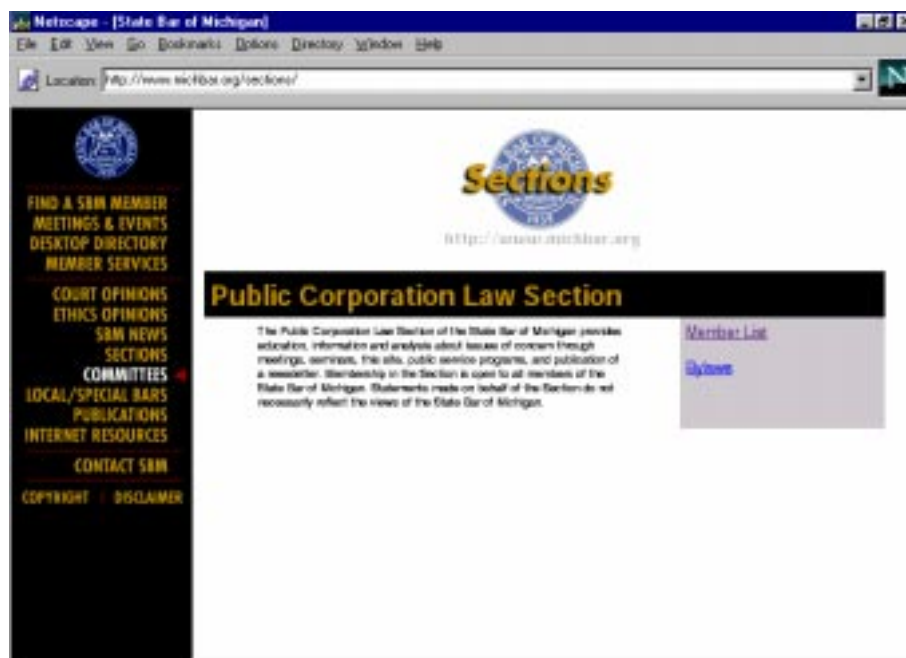 Netscape - [State Bar of Michigan]
File Edit View Go Bookmarks Options Directory Window Help
Location: http://www.michbar.org/sections/
N
FIND A SBM MEMBER
MEETINGS & EVENTS
DESKTOP DIRECTORY
MEMBER SERVICES
COURT OPINIONS
ETHICS OPINIONS
SBM NEWS
SECTIONS
COMMITTEES
LOCAL/SPECIAL BARS
PUBLICATIONS
INTERNET RESOURCES
CONTACT SBM
COPYRIGHT | DISCLAIMER
STATE BAR OF MICHIGAN
Sections
1935
http://www.michbar.org
Public Corporation Law Section
The Public Corporation Law Section of the State Bar of Michigan provides
education, information and analysis about issues of concern through
meetings, seminars, this site, public service programs, and publication of
a newsletter. Membership in the Section is open to all members of the
State Bar of Michigan. Statements made on behalf of the Section do not
necessarily reflect the views of the State Bar of Michigan.
Member List
Bylaws